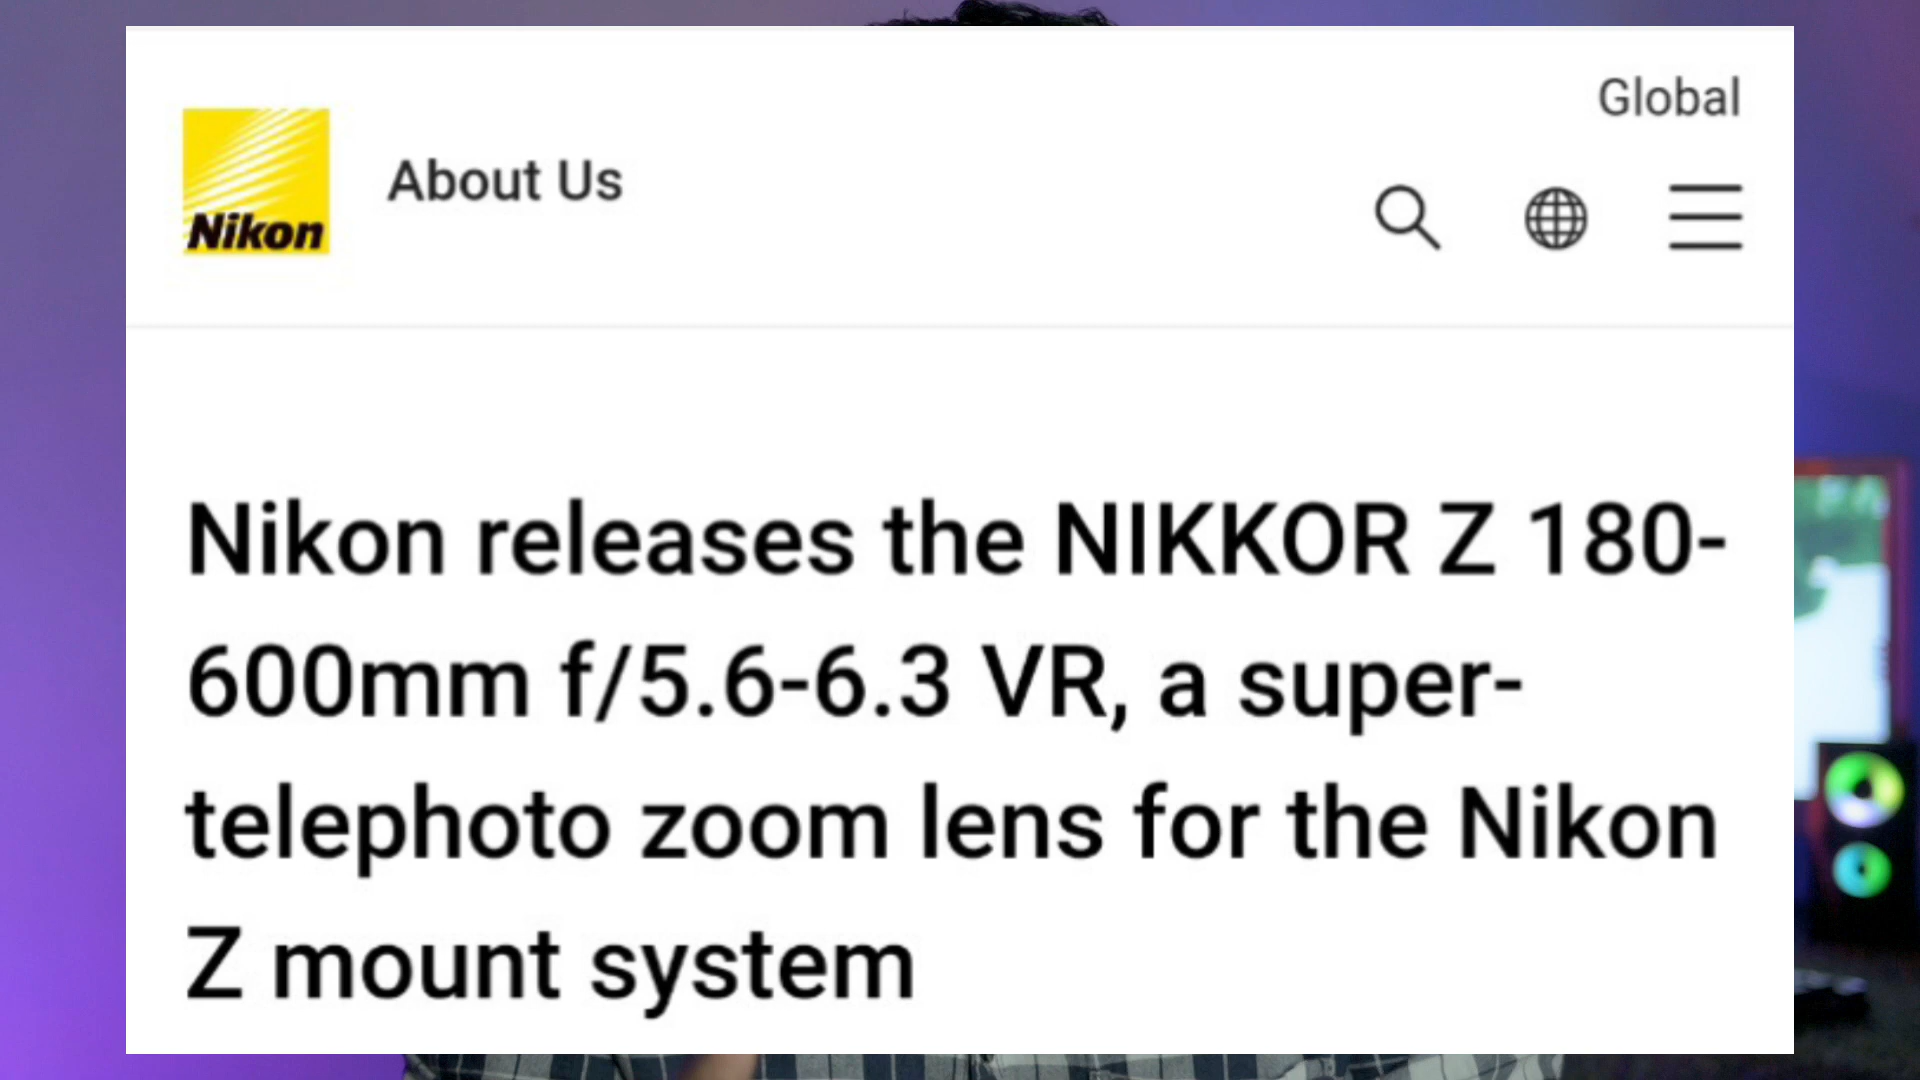 Global
Nikon
About Us
Nikon releases the NIKKOR Z 180-
600mm f/5.6-6.3 VR, a super-
telephoto zoom lens for the Nikon
Z mount system